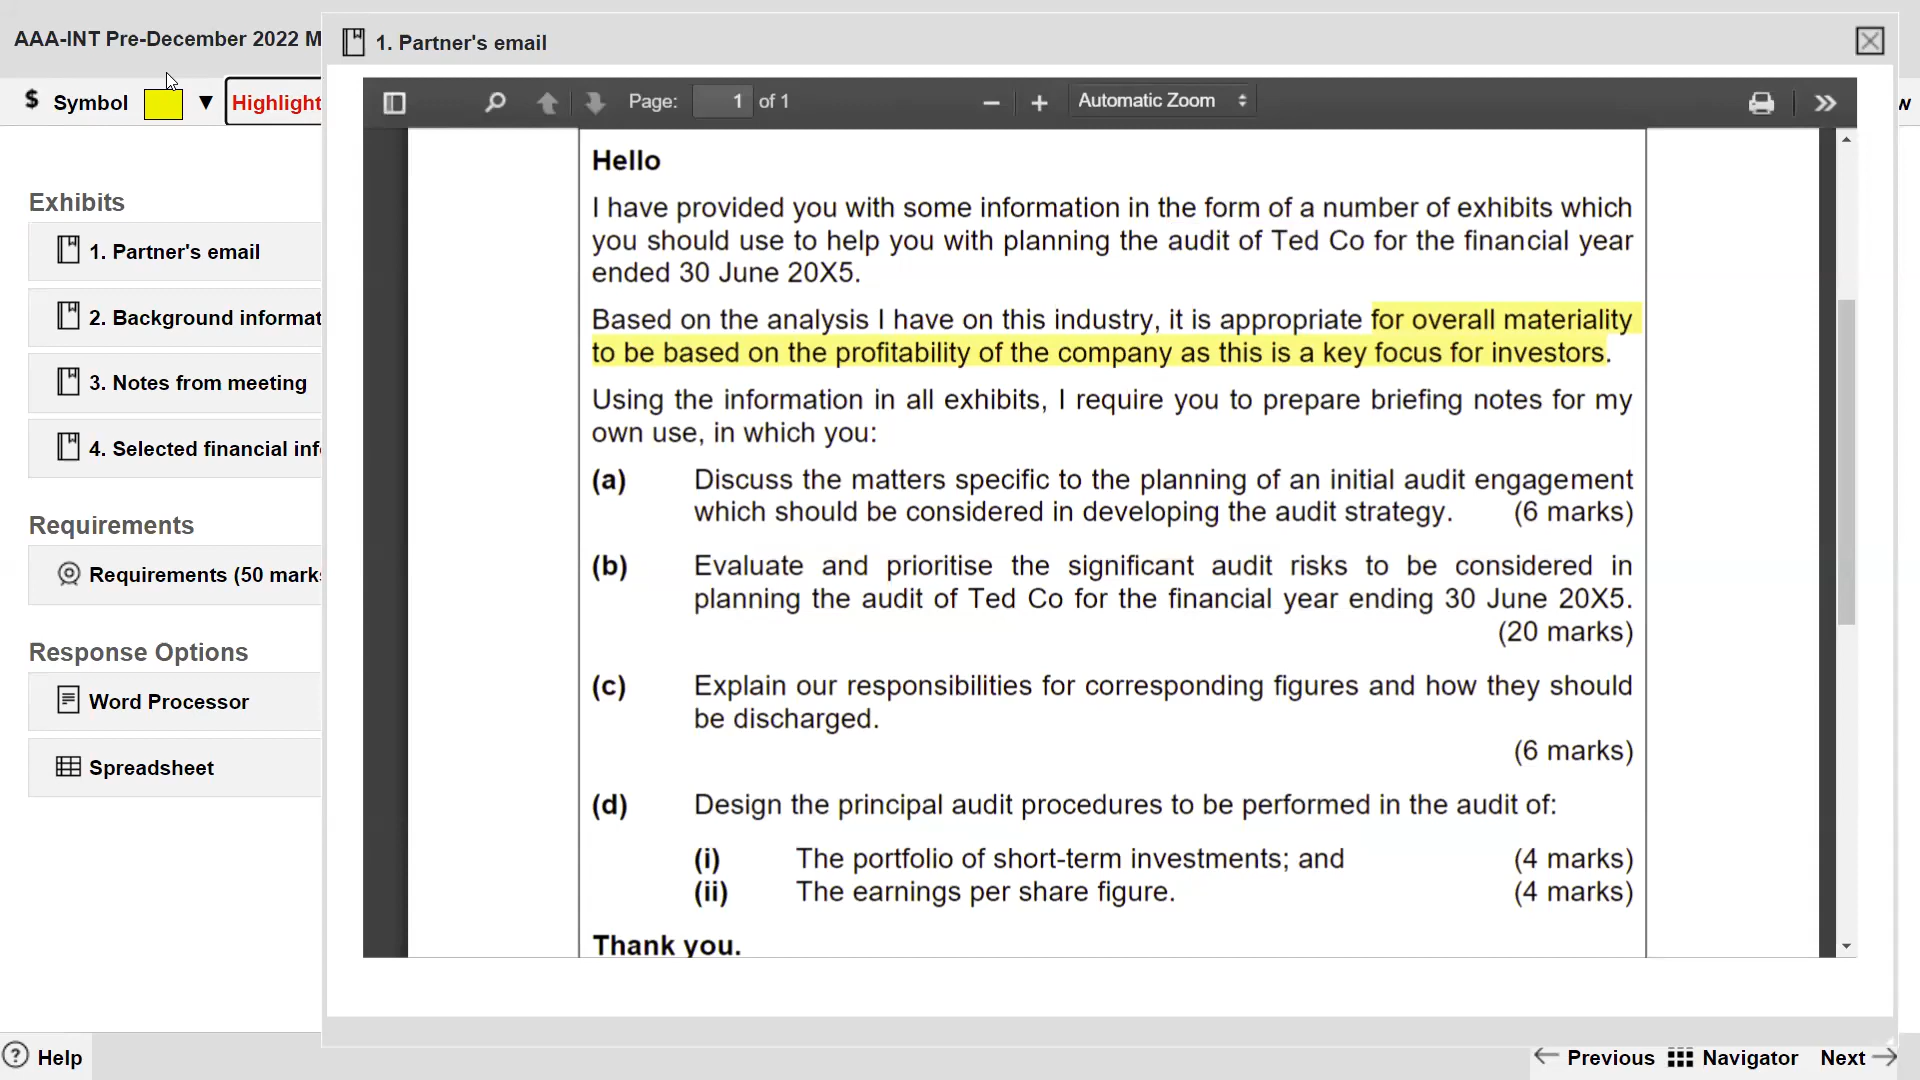 AAA-INT Pre-December 2022 M
1. Partner's email
$ Symbol
Highlight
Page: 1 of 1
Automatic Zoom
w
Exhibits
1. Partner's email
2. Background informat
3. Notes from meeting
4. Selected financial inf
Requirements
Requirements (50 marks
Response Options
Word Processor
Spreadsheet
Hello
I have provided you with some information in the form of a number of exhibits which
you should use to help you with planning the audit of Ted Co for the financial year
ended 30 June 20X5.
Based on the analysis I have on this industry, it is appropriate for overall materiality
to be based on the profitability of the company as this is a key focus for investors.
Using the information in all exhibits, I require you to prepare briefing notes for my
own use, in which you:
(a) Discuss the matters specific to the planning of an initial audit engagement
which should be considered in developing the audit strategy. (6 marks)
(b) Evaluate and prioritise the significant audit risks to be considered in
planning the audit of Ted Co for the financial year ending 30 June 20X5.
(20 marks)
(c) Explain our responsibilities for corresponding figures and how they should
be discharged.
(6 marks)
(d) Design the principal audit procedures to be performed in the audit of:
(i) The portfolio of short-term investments; and (4 marks)
(ii) The earnings per share figure. (4 marks)
Thank you.
? Help
Previous
Navigator
Next